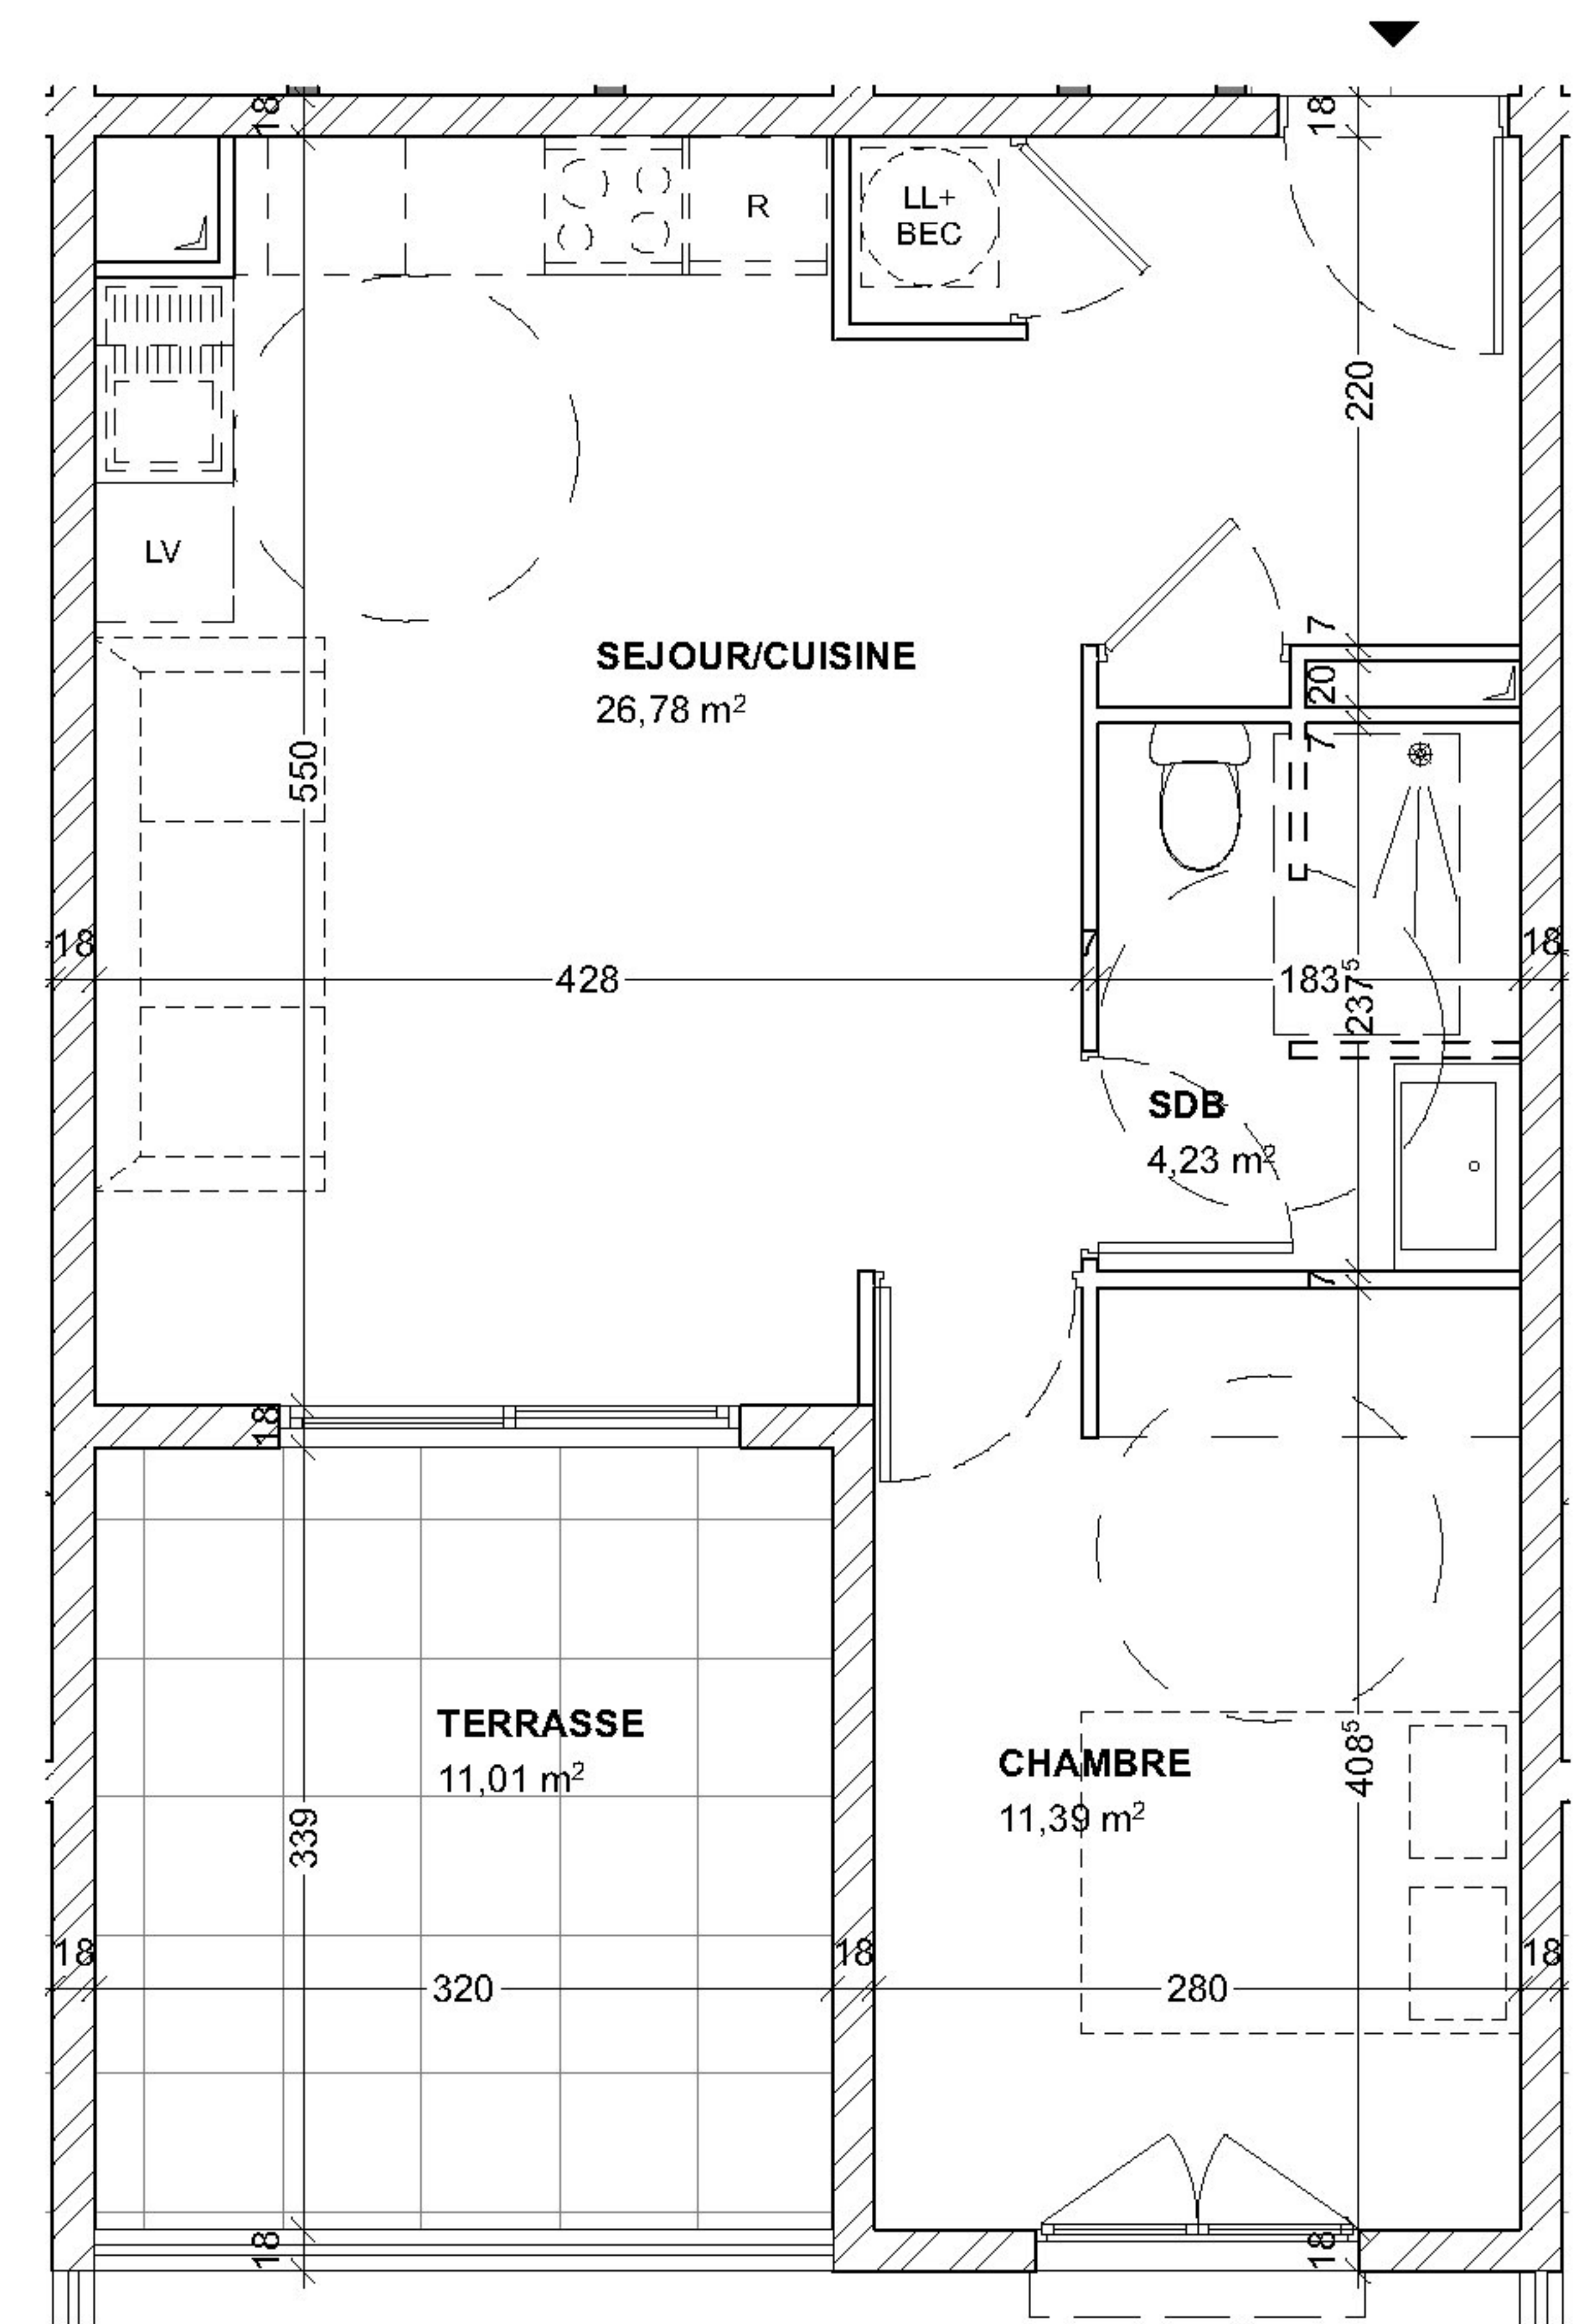 18
18
R
LL+
BEC
220
LV
7
SEJOUR/CUISINE
26,78 m²
20
7
550
18
7
18
428
183
237⁵
SDB
4,23 m²
7
18
TERRASSE
11,01 m²
CHAMBRE
11,39 m²
408⁵
339
18
18
18
320
280
18
18